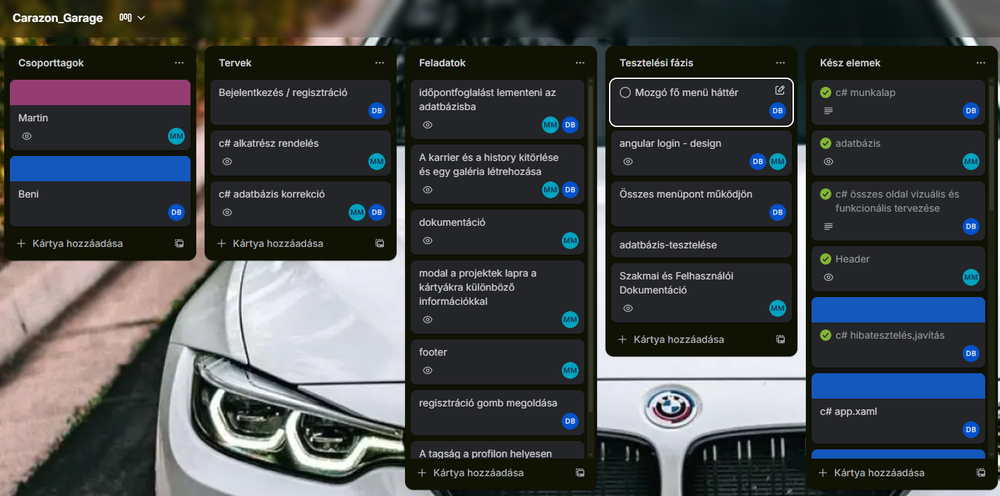 Carazon_Garage
Csoporttagok
Martin
MM
Beni
DB
Kártya hozzáadása
Tervek
Bejelentkezés / regisztráció
DB
c# alkatrész rendelés
MM
c# adatbázis korrekció
MM DB
Kártya hozzáadása
Feladatok
időpontfoglalást lementeni az
adatbázisba
MM DB
A karrier és a history kitörlése
és egy galéria létrehozása
MM DB
dokumentáció
MM
modal a projektek lapra a
kártyákra különböző
információkkal
MM
footer
MM
regisztráció gomb megoldása
DB
A tagság a profilon helyesen
Kártya hozzáadása
Tesztelési fázis
Mozgó fő menü háttér
DB
angular login - design
DB MM
Összes menüpont működjön
DB
adatbázis-tesztelése
Szakmai és Felhasználói
Dokumentáció
MM
Kártya hozzáadása
Kész elemek
c# munkalap
DB
adatbázis
MM
c# összes oldal vizuális és
funkcionális tervezése
DB
Header
MM
c# hibatesztelés,javítás
DB
c# app.xaml
DB
Kártya hozzáadása